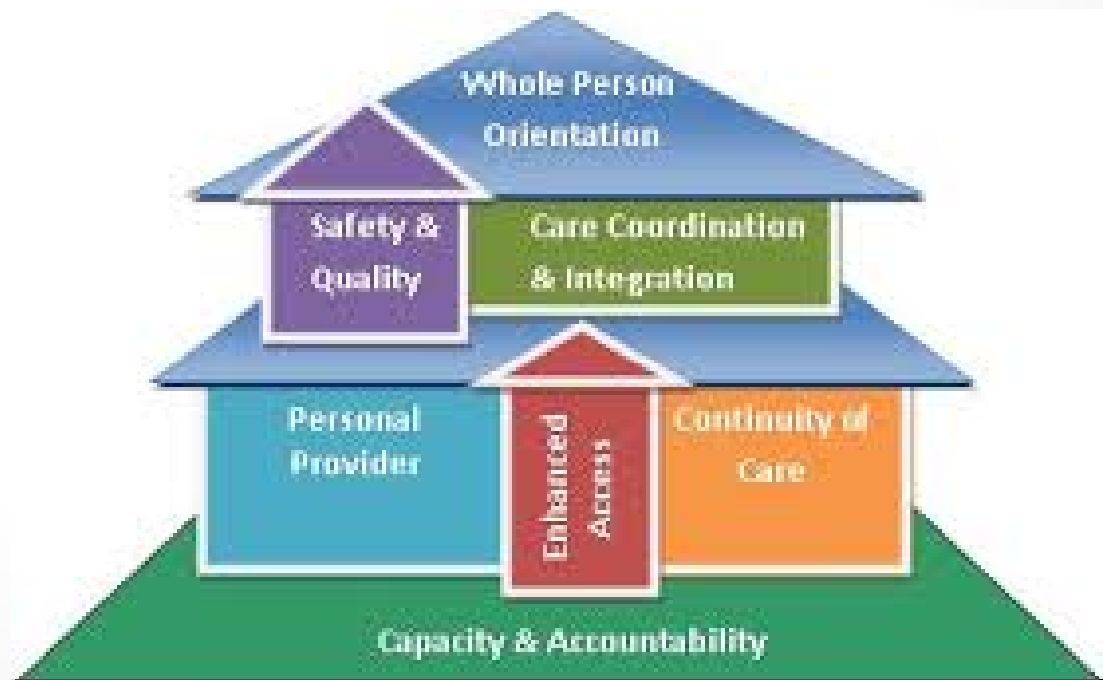 Whole Person
Orientation
Safety &
Quality
Care Coordination
& Integration
Personal
Provider
Enhanced
Access
Continuity of
Care
Capacity & Accountability